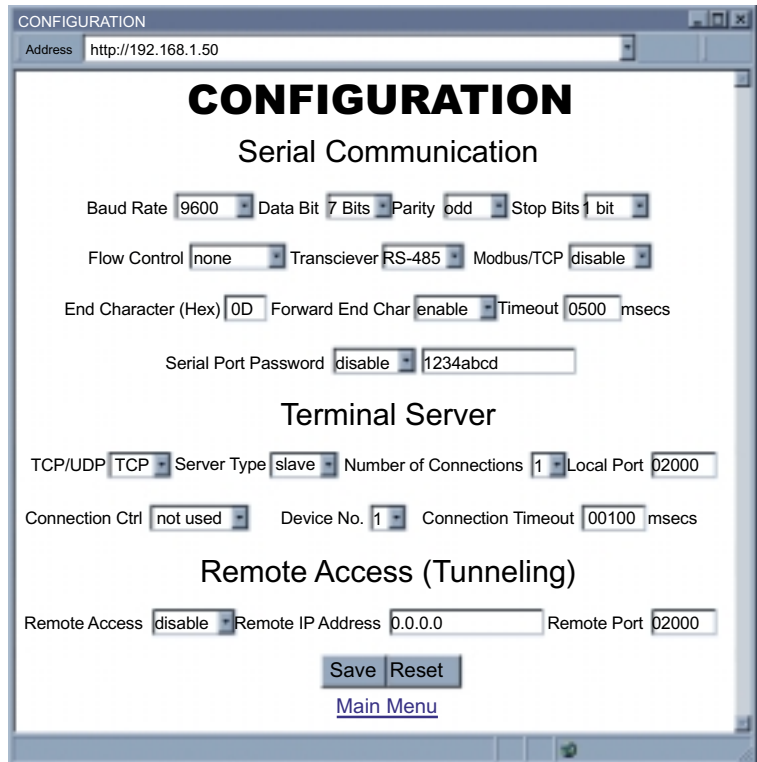 CONFIGURATION
Address http://192.168.1.50
CONFIGURATION
Serial Communication
Baud Rate 9600 Data Bit 7 Bits Parity odd Stop Bits 1 bit
Flow Control none Transciever RS-485 Modbus/TCP disable
End Character (Hex) 0D Forward End Char enable Timeout 0500 msecs
Serial Port Password disable 1234abcd
Terminal Server
TCP/UDP TCP Server Type slave Number of Connections 1 Local Port 02000
Connection Ctrl not used Device No. 1 Connection Timeout 00100 msecs
Remote Access (Tunneling)
Remote Access disable Remote IP Address 0.0.0.0 Remote Port 02000
Save Reset
Main Menu